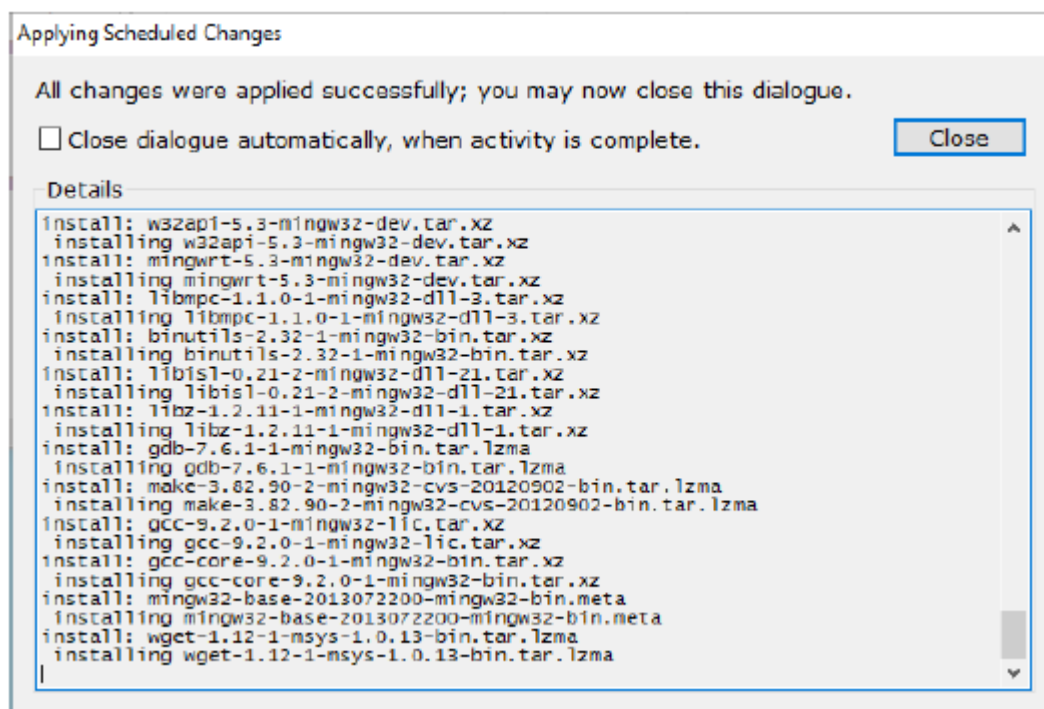 Applying Scheduled Changes
All changes were applied successfully; you may now close this dialogue.
Close dialogue automatically, when activity is complete.
Close
Details
install: w32api-5.3-mingw32-dev.tar.xz
installing w32api-5.3-mingw32-dev.tar.xz
install: mingwrt-5.3-mingw32-dev.tar.xz
installing mingwrt-5.3-mingw32-dev.tar.xz
install: libmpc-1.1.0-1-mingw32-dll-3.tar.xz
installing libmpc-1.1.0-1-mingw32-dll-3.tar.xz
install: binutils-2.32-1-mingw32-bin.tar.xz
installing binutils-2.32-1-mingw32-bin.tar.xz
install: libisl-0.21-2-mingw32-dll-21.tar.xz
installing libisl-0.21-2-mingw32-dll-21.tar.xz
install: libz-1.2.11-1-mingw32-dll-1.tar.xz
installing libz-1.2.11-1-mingw32-dll-1.tar.xz
install: gdb-7.6.1-1-mingw32-bin.tar.lzma
installing gdb-7.6.1-1-mingw32-bin.tar.lzma
install: make-3.82.90-2-mingw32-cvs-20120902-bin.tar.lzma
installing make-3.82.90-2-mingw32-cvs-20120902-bin.tar.lzma
install: gcc-9.2.0-1-mingw32-lic.tar.xz
installing gcc-9.2.0-1-mingw32-lic.tar.xz
install: gcc-core-9.2.0-1-mingw32-bin.tar.xz
installing gcc-core-9.2.0-1-mingw32-bin.tar.xz
install: mingw32-base-2013072200-mingw32-bin.meta
installing mingw32-base-2013072200-mingw32-bin.meta
install: wget-1.12-1-msys-1.0.13-bin.tar.lzma
installing wget-1.12-1-msys-1.0.13-bin.tar.lzma